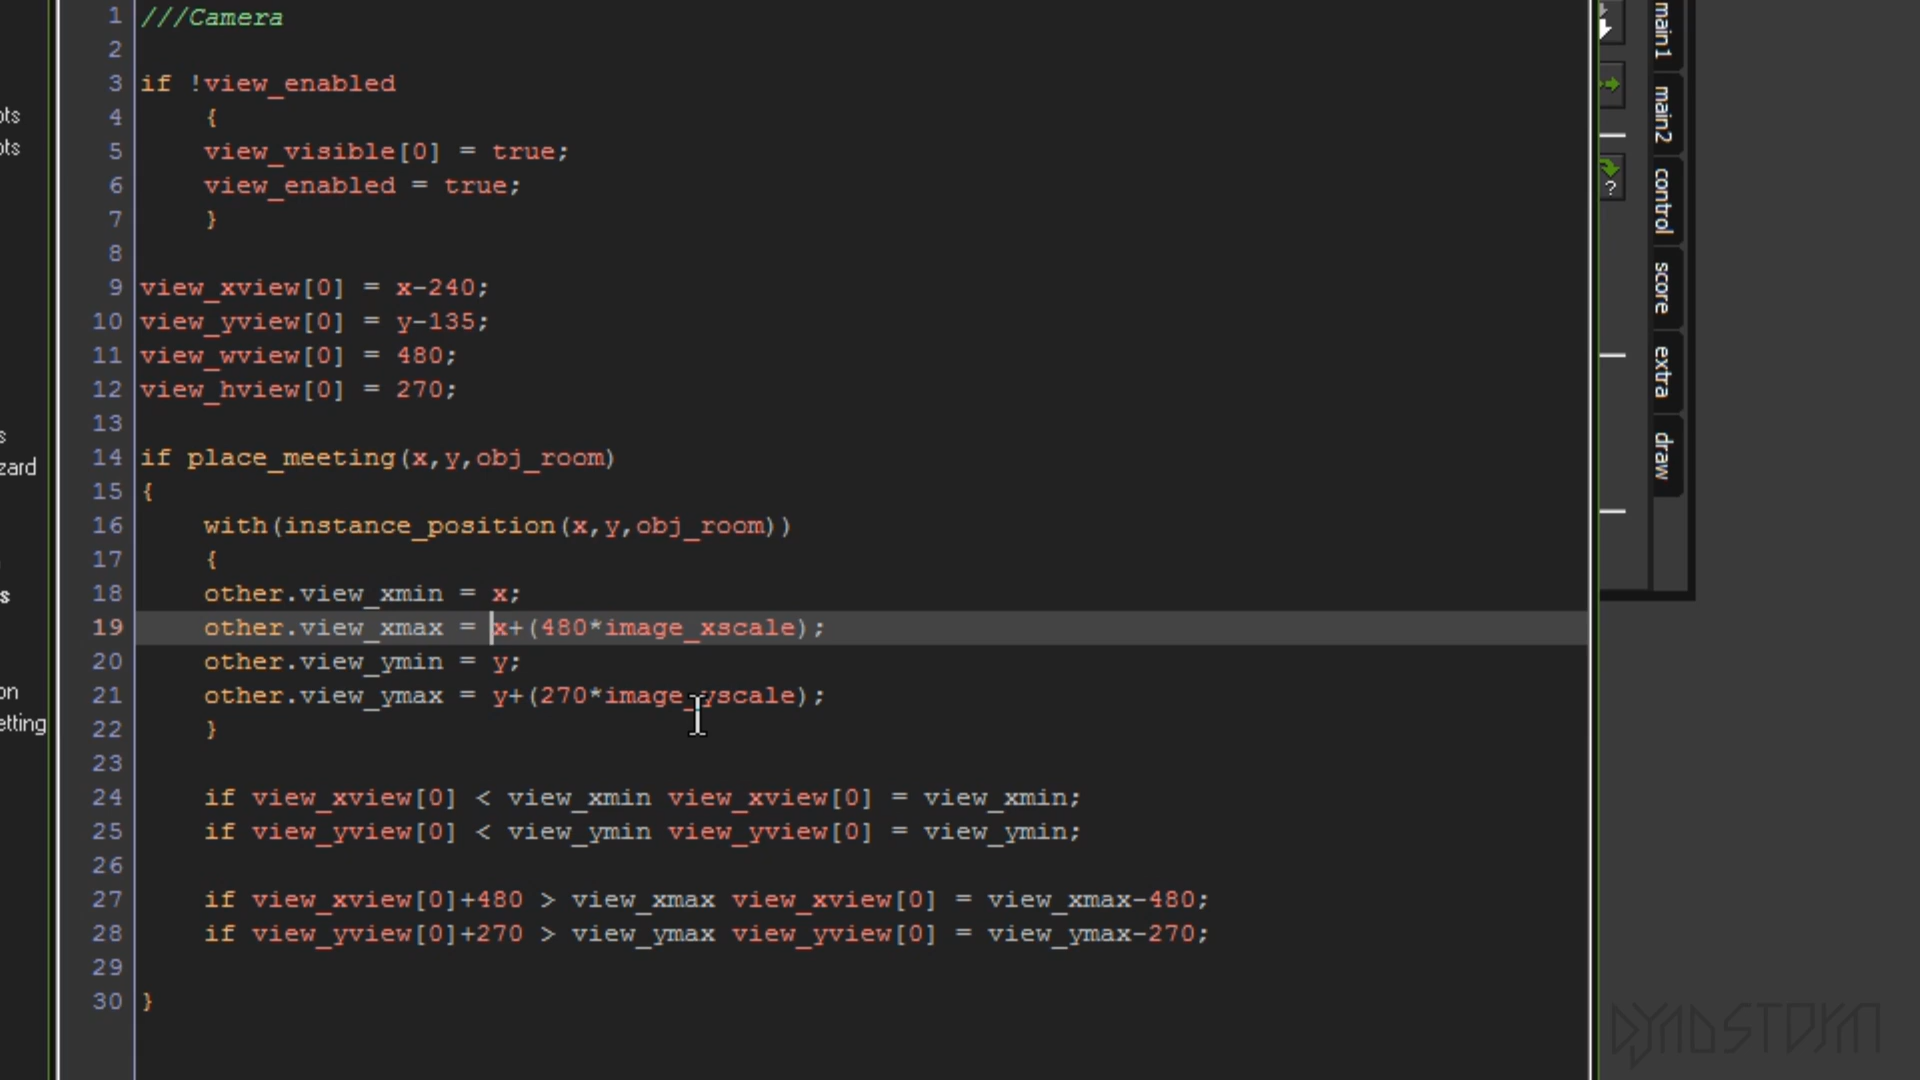 1 ///Camera
2
3 if !view_enabled
4 {
5 view_visible[0] = true;
6 view_enabled = true;
7 }
8
9 view_xview[0] = x-240;
10 view_yview[0] = y-135;
11 view_wview[0] = 480;
12 view_hview[0] = 270;
13
14 if place_meeting(x,y,obj_room)
15 {
16 with(instance_position(x,y,obj_room))
17 {
18 other.view_xmin = x;
19 other.view_xmax = x+(480*image_xscale);
20 other.view_ymin = y;
21 other.view_ymax = y+(270*image_yscale);
22 }
23
24 if view_xview[0] < view_xmin view_xview[0] = view_xmin;
25 if view_yview[0] < view_ymin view_yview[0] = view_ymin;
26
27 if view_xview[0]+480 > view_xmax view_xview[0] = view_xmax-480;
28 if view_yview[0]+270 > view_ymax view_yview[0] = view_ymax-270;
29
30 }
pts
pts
s
zard
s
on
etting
main1
main2
control
score
extra
draw
?